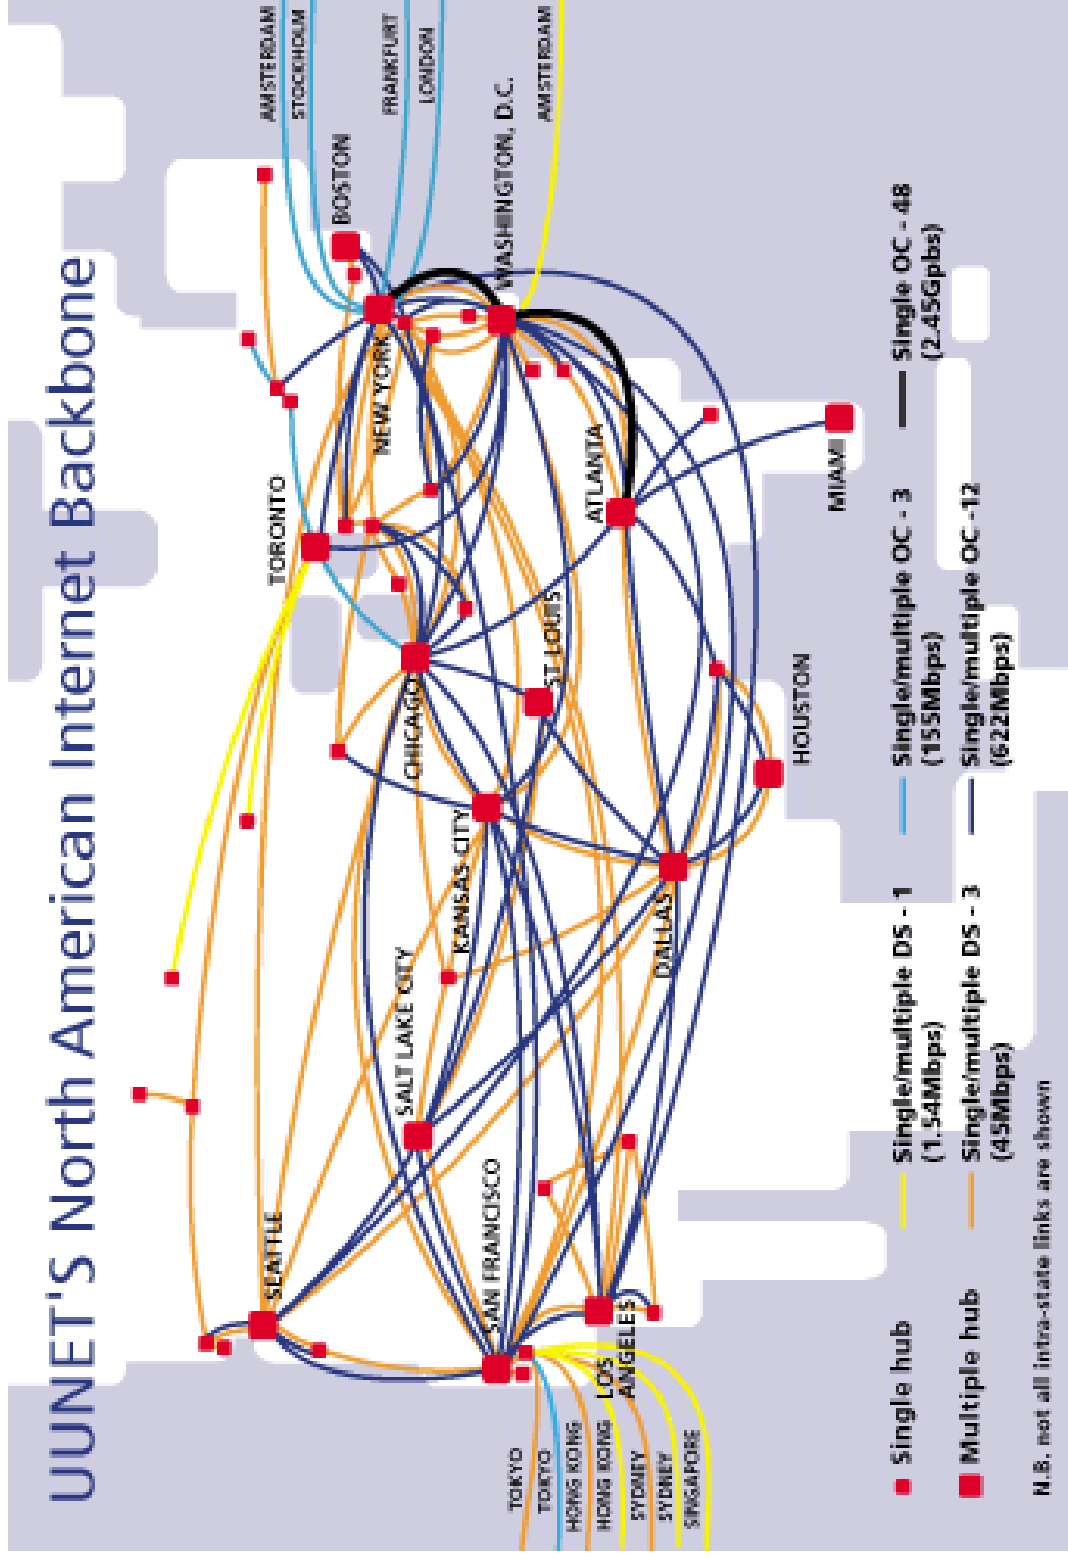 UUNET'S North American Internet Backbone
AMSTERDAM
STOCKHOLM
FRANKFURT
LONDON
AMSTERDAM
BOSTON
WASHINGTON, D.C.
NEW YORK
TORONTO
ATLANTA
MIAMI
CHICAGO
ST LOUIS
HOUSTON
KANSAS CITY
DALLAS
SALT LAKE CITY
SEATTLE
SAN FRANCISCO
LOS
ANGELES
TOKYO
TOKYO
HONG KONG
HONG KONG
SYDNEY
SYDNEY
SINGAPORE
Single hub
Multiple hub
Single/multiple DS - 1
(1.54Mbps)
Single/multiple DS - 3
(45Mbps)
Single/multiple OC - 3
(155Mbps)
Single/multiple OC -12
(622Mbps)
Single OC - 48
(2.45Gpbs)
N.B. not all intra-state links are shown